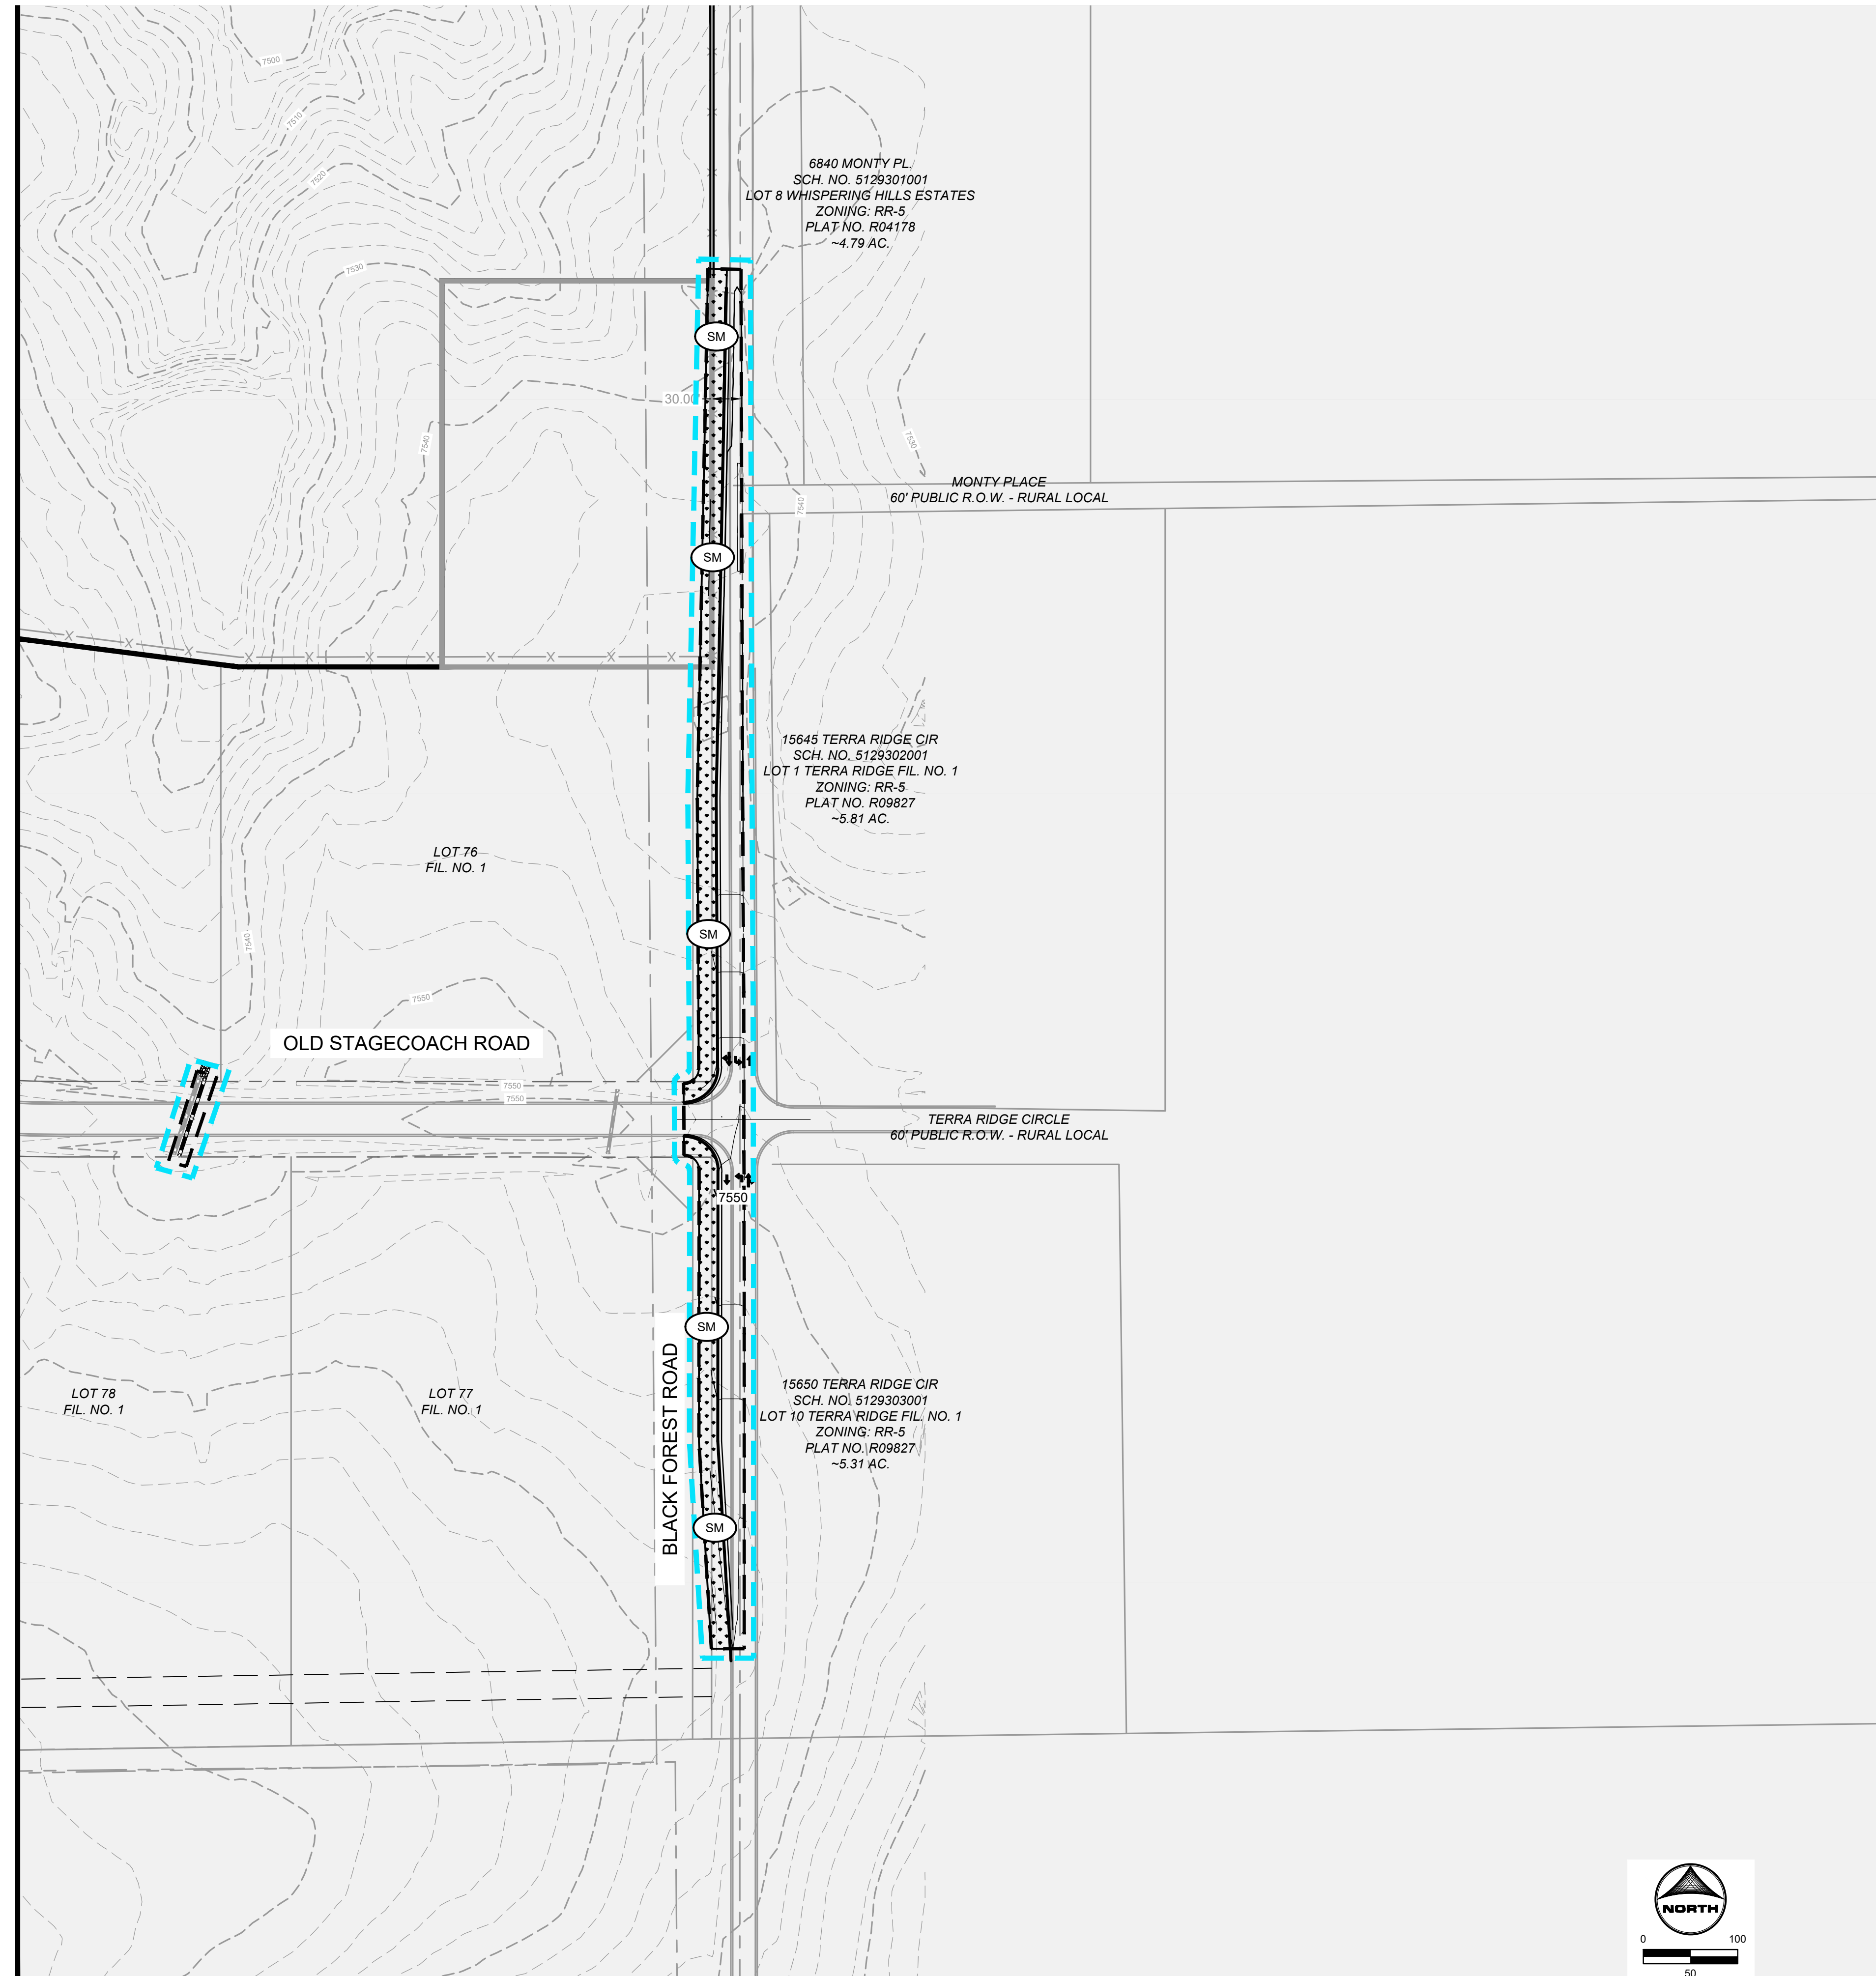 7500
7510
7520
6840 MONTY PL.
SCH. NO. 5129301001
LOT 8 WHISPERING HILLS ESTATES
ZONING: RR-5
PLAT NO. R04178
~4.79 AC.
7530
SM
30.00'
7540
7530
MONTY PLACE
60' PUBLIC R.O.W. - RURAL LOCAL
7540
SM
X X X X X X X X X X X
15645 TERRA RIDGE CIR
SCH. NO. 5129302001
LOT 1 TERRA RIDGE FIL. NO. 1
ZONING: RR-5
PLAT NO. R09827
~5.81 AC.
LOT 76
FIL. NO. 1
SM
7540
7550
OLD STAGECOACH ROAD
7550
7550
TERRA RIDGE CIRCLE
60' PUBLIC R.O.W. - RURAL LOCAL
7550
SM
BLACK FOREST ROAD
LOT 78
FIL. NO. 1
LOT 77
FIL. NO. 1
15650 TERRA RIDGE CIR
SCH. NO. 5129303001
LOT 10 TERRA RIDGE FIL. NO. 1
ZONING: RR-5
PLAT NO. R09827
~5.31 AC.
SM
NORTH
0 100
50